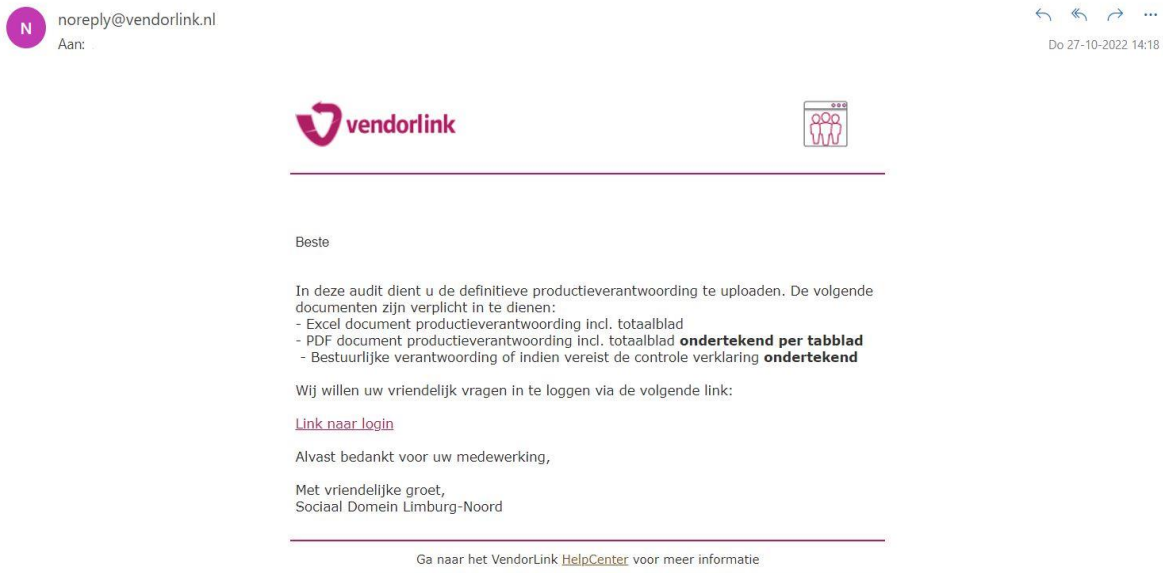 N
noreply@vendorlink.nl
Aan:
Do 27-10-2022 14:18
vendorlink
Beste
In deze audit dient u de definitieve productieverantwoording te uploaden. De volgende
documenten zijn verplicht in te dienen:
- Excel document productieverantwoording incl. totaalblad
- PDF document productieverantwoording incl. totaalblad ondertekend per tabblad
- Bestuurlijke verantwoording of indien vereist de controle verklaring ondertekend
Wij willen uw vriendelijk vragen in te loggen via de volgende link:
Link naar login
Alvast bedankt voor uw medewerking,
Met vriendelijke groet,
Sociaal Domein Limburg-Noord
Ga naar het VendorLink HelpCenter voor meer informatie